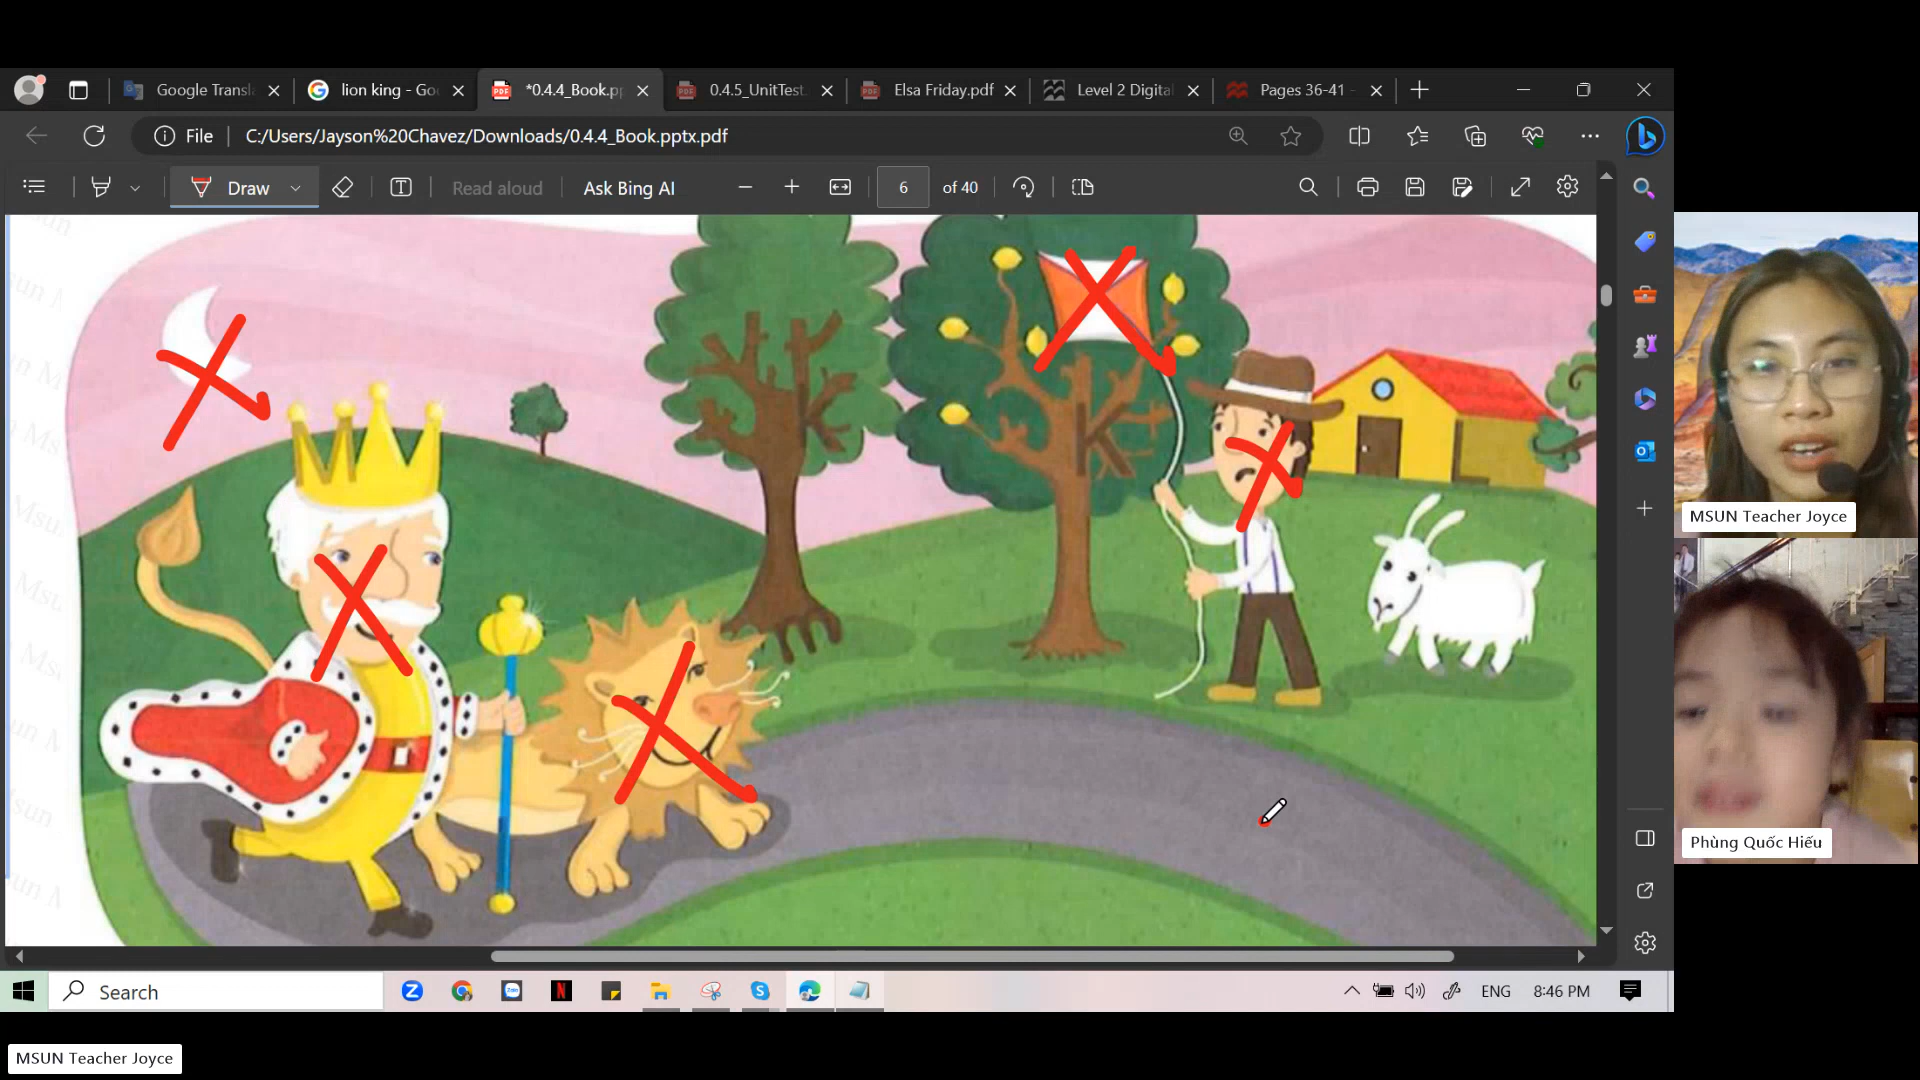 Google Transl
lion king - Goo
*0.4.4_Book.pp
0.4.5_UnitTest.
Elsa Friday.pdf
Level 2 Digital
Pages 36-41 -
File
C:/Users/Jayson%20Chavez/Downloads/0.4.4_Book.pptx.pdf
Draw
Read aloud
Ask Bing AI
6 of 40
M
K
K
MSUN Teacher Joyce
Phùng Quốc Hiếu
Search
ENG
8:46 PM
MSUN Teacher Joyce